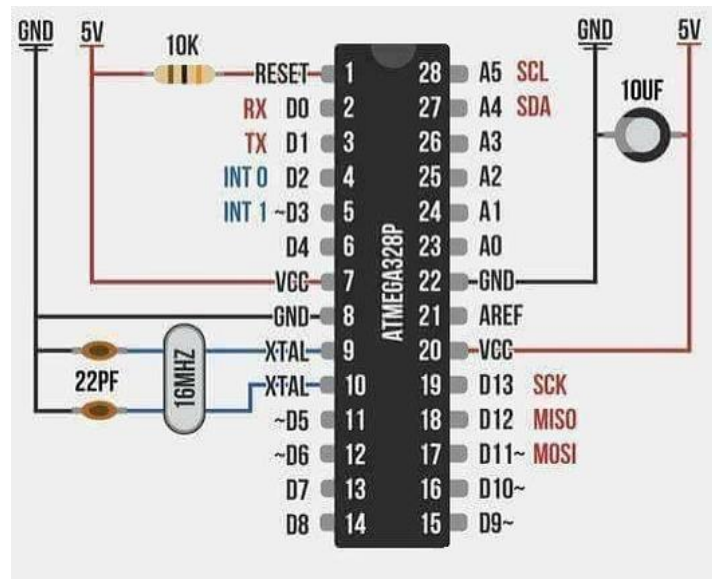 GND 5V GND 5V
10K
RESET 1 28 A5 SCL
10UF
RX D0 2 27 A4 SDA
TX D1 3 26 A3
INT 0 D2 4 25 A2
INT 1 ~D3 5 24 A1
D4 6 23 A0
VCC 7 22 GND
ATMEGA328P
GND 8 21 AREF
XTAL 9 20 VCC
22PF
16MHZ
XTAL 10 19 D13 SCK
~D5 11 18 D12 MISO
~D6 12 17 D11~ MOSI
D7 13 16 D10~
D8 14 15 D9~